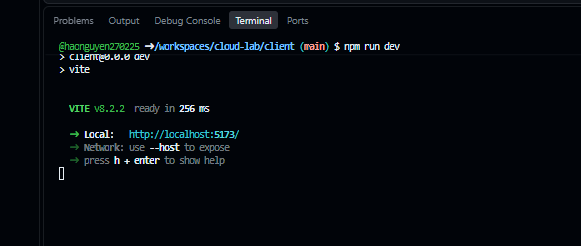 Problems Output Debug Console Terminal Ports
@haonguyen270225 ➜/workspaces/cloud-lab/client (main) $ npm run dev
> client@0.0.0 dev
> vite
VITE v8.2.2 ready in 256 ms
➜ Local: http://localhost:5173/
➜ Network: use --host to expose
➜ press h + enter to show help